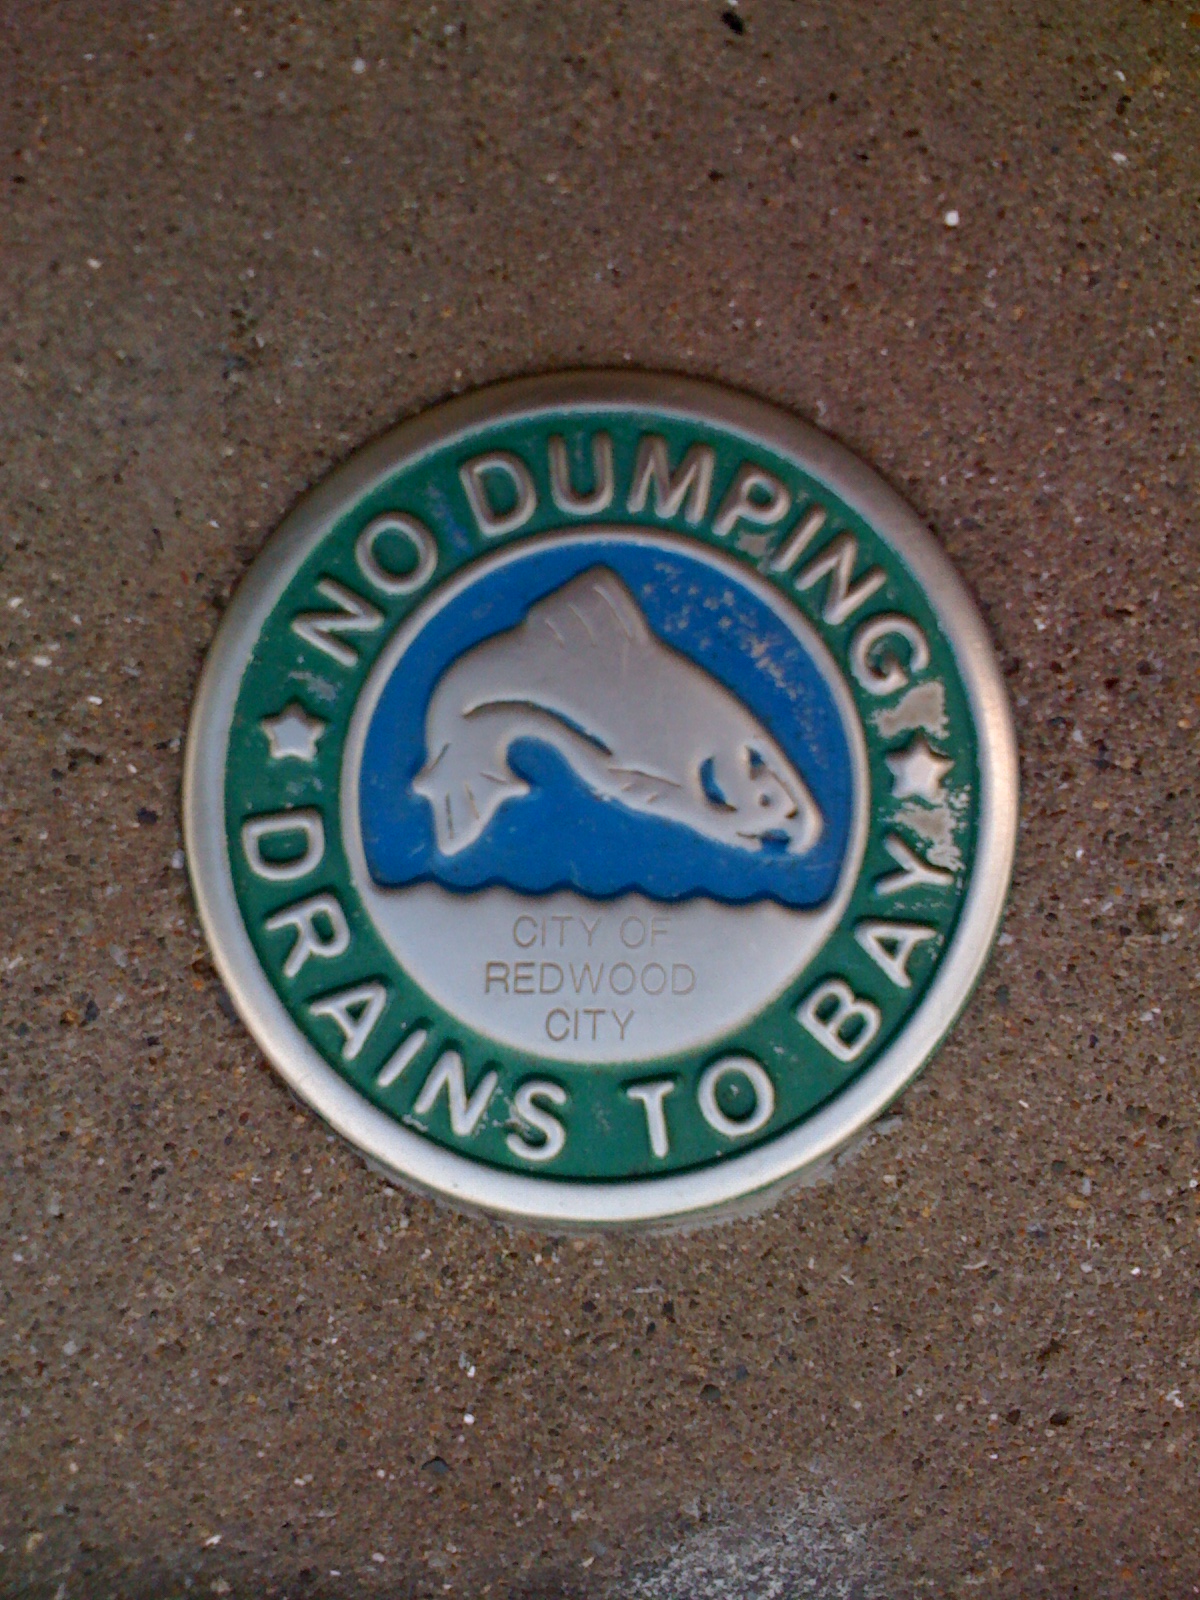 NO DUMPING
DRAINS TO BAY
CITY OF
REDWOOD
CITY